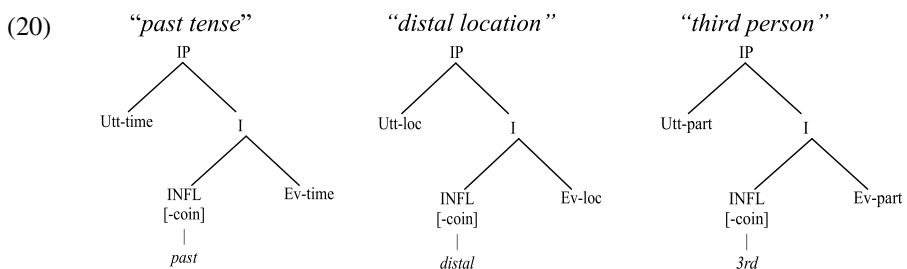 (20) “past tense” “distal location” “third person”
IP IP IP
Utt-time I Utt-loc I Utt-part I
INFL Ev-time INFL Ev-loc INFL Ev-part
[-coin] [-coin] [-coin]
past distal 3rd